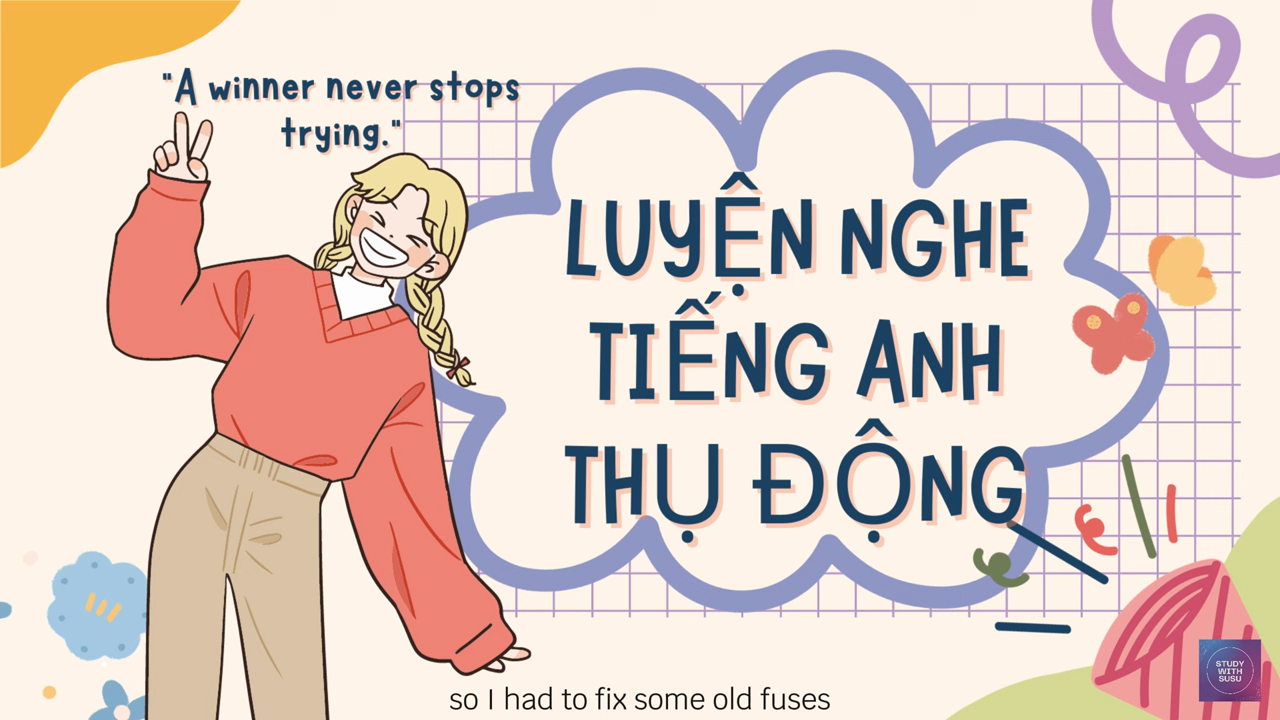 "A winner never stops
trying."
LUYỆN NGHE
TIẾNG ANH
THỤ ĐỘNG
STUDY
WITH
SUSU
so I had to fix some old fuses